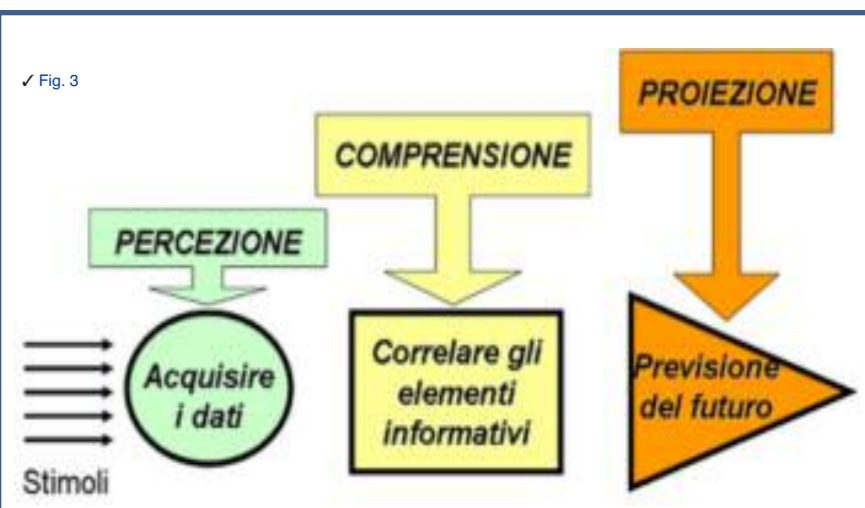 ✓ Fig. 3
PROIEZIONE
COMPRENSIONE
PERCEZIONE
Acquisire
i dati
Correlare gli
elementi
informativi
Previsione
del futuro
Stimoli